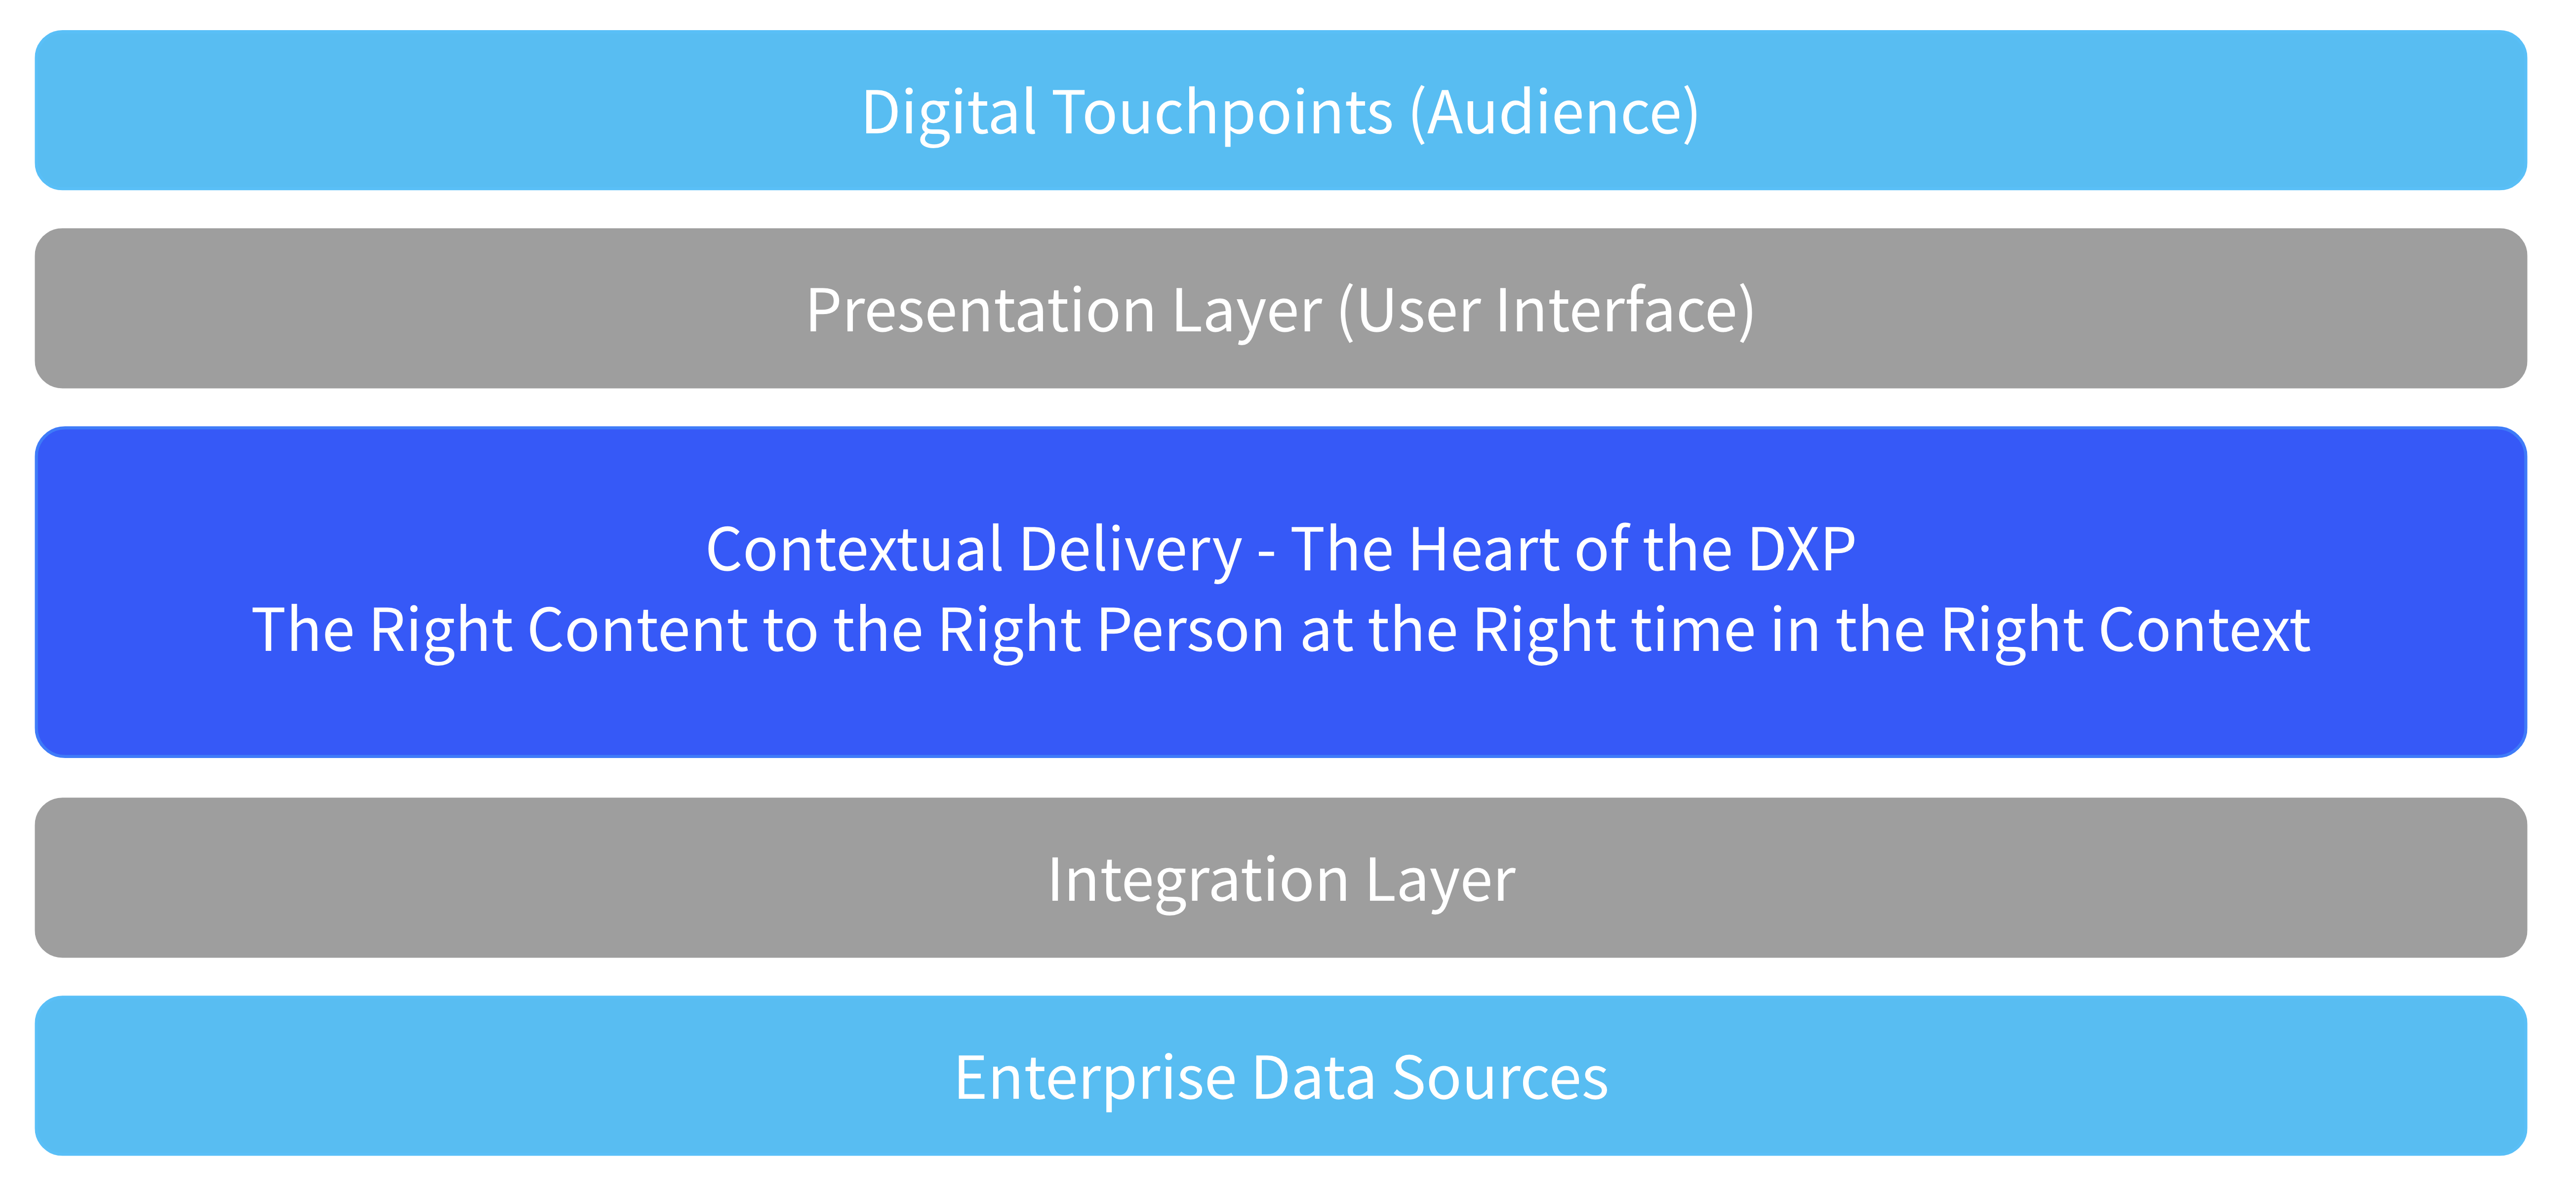 Digital Touchpoints (Audience)
Presentation Layer (User Interface)
Contextual Delivery - The Heart of the DXP
The Right Content to the Right Person at the Right time in the Right Context
Integration Layer
Enterprise Data Sources